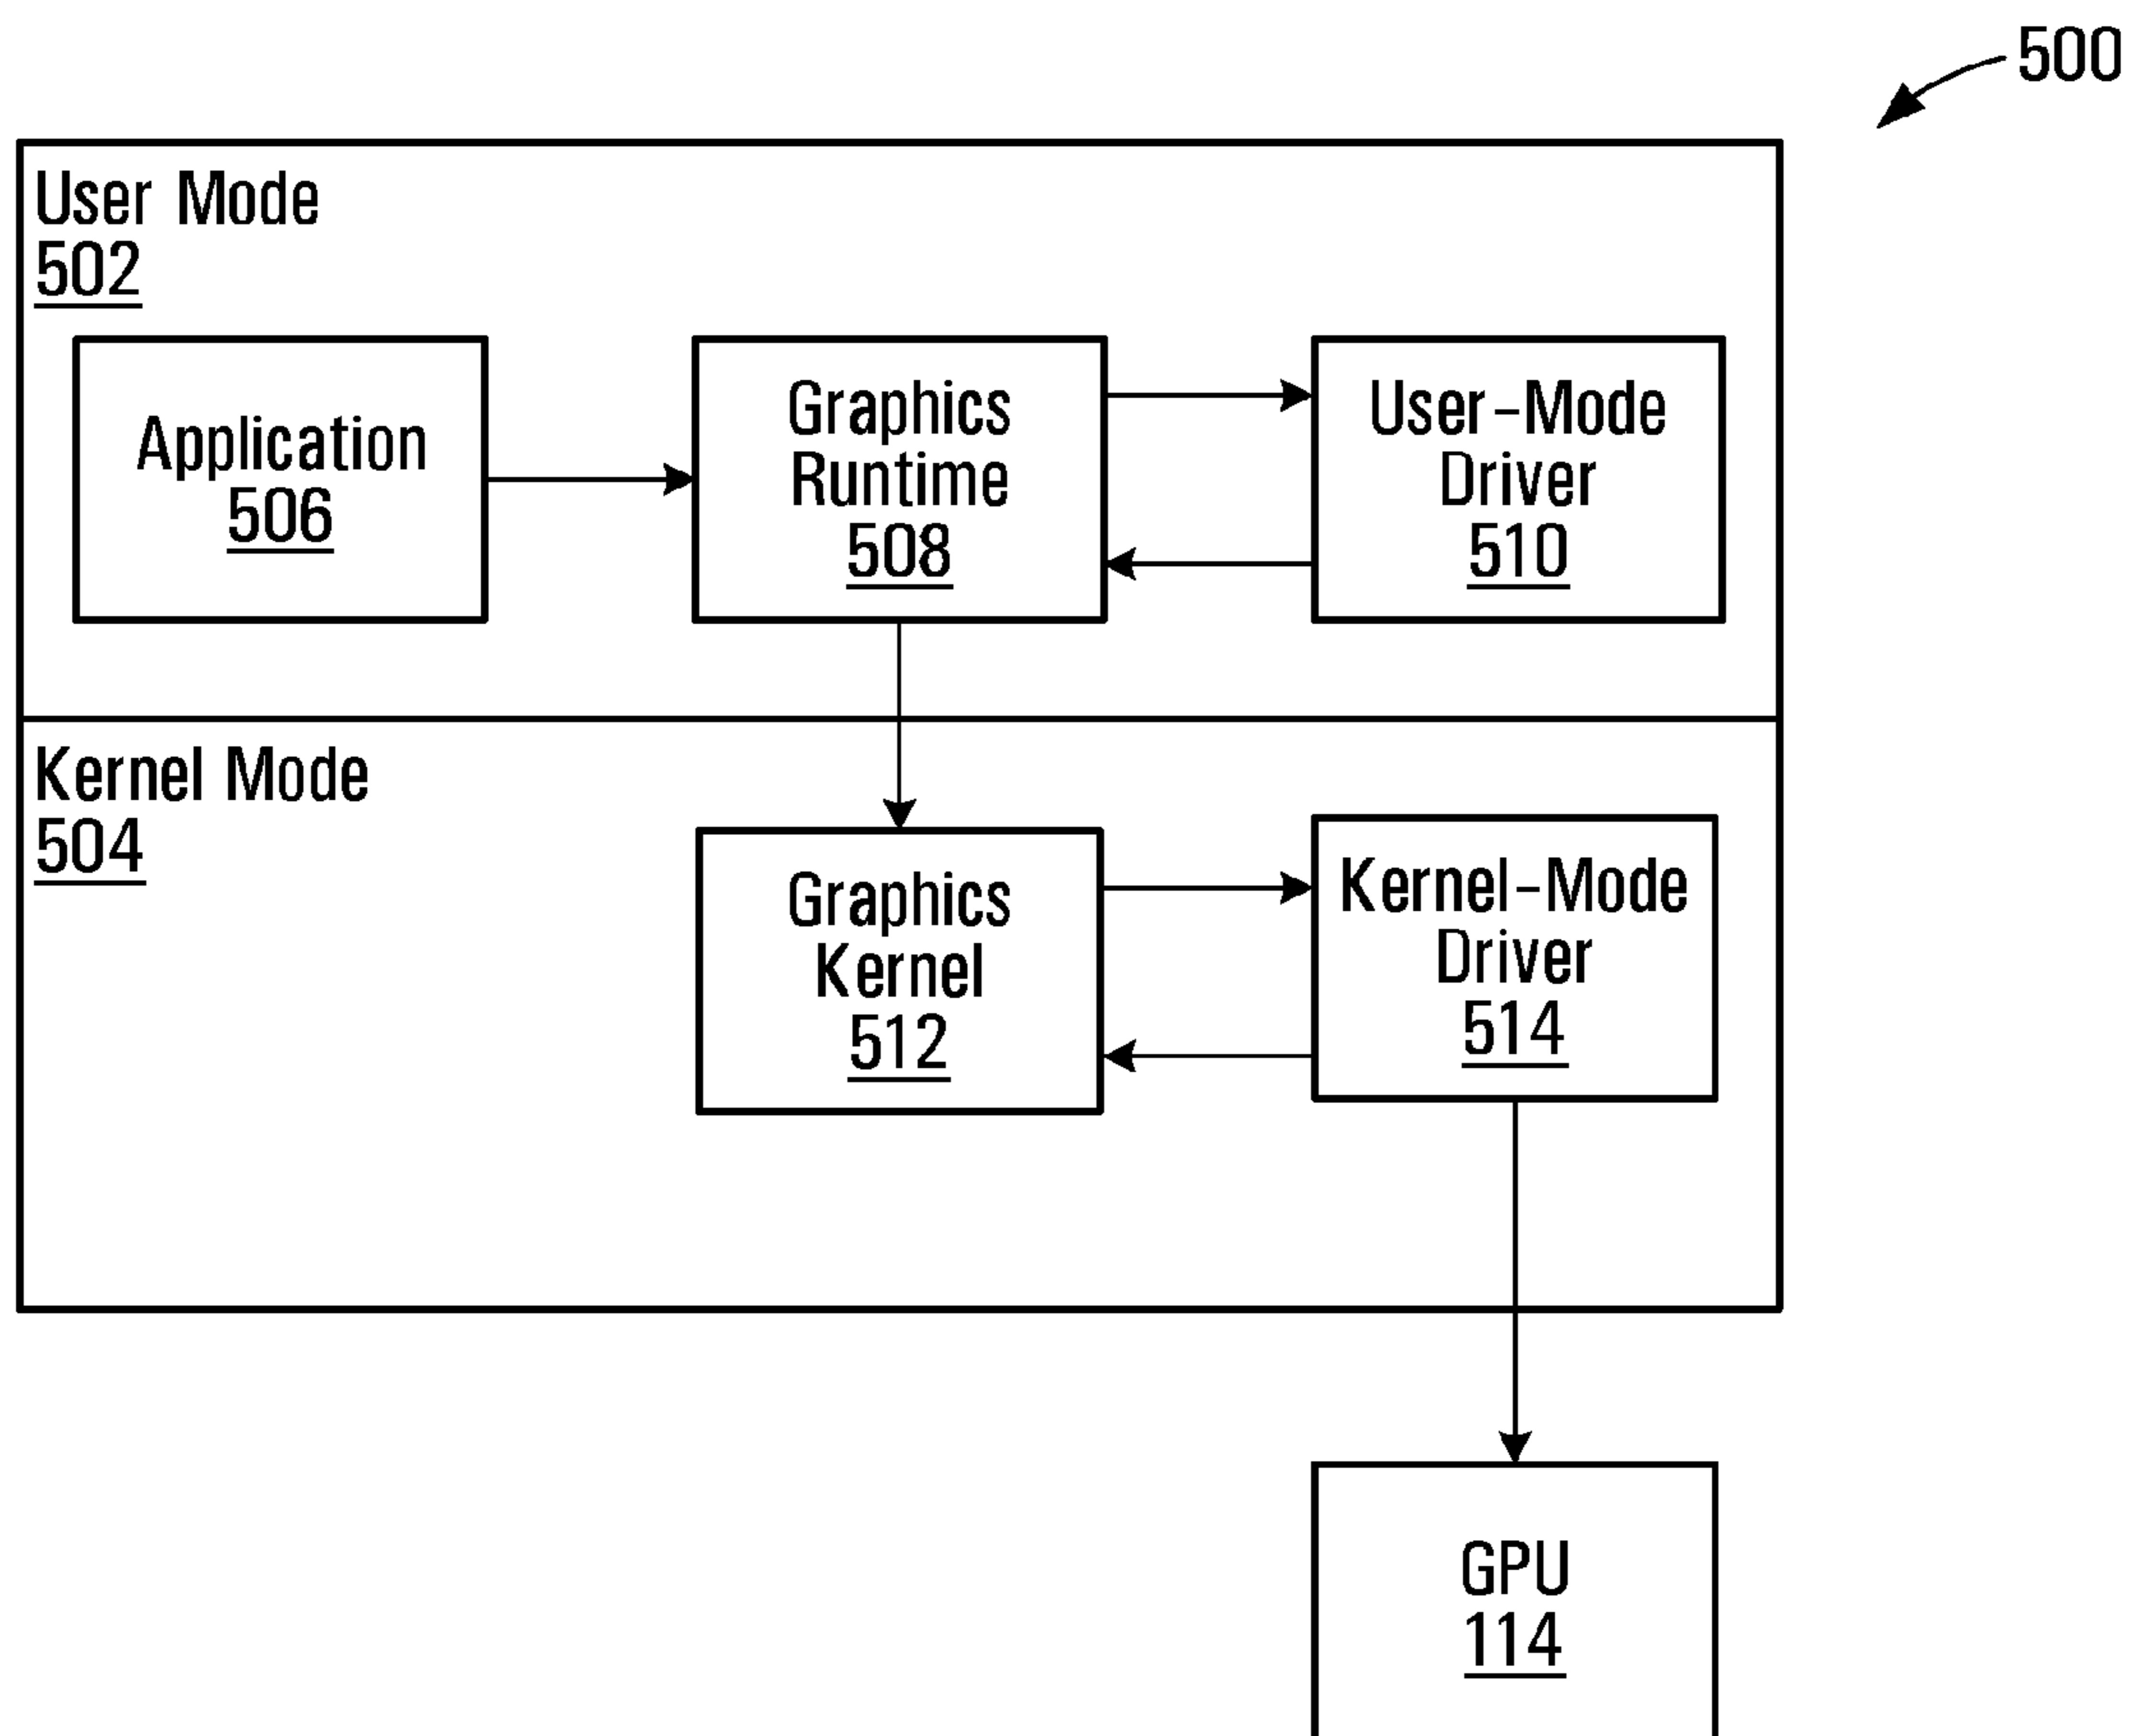 500
User Mode
502
Application
506
Graphics
Runtime
508
User-Mode
Driver
510
Kernel Mode
504
Graphics
Kernel
512
Kernel-Mode
Driver
514
GPU
114